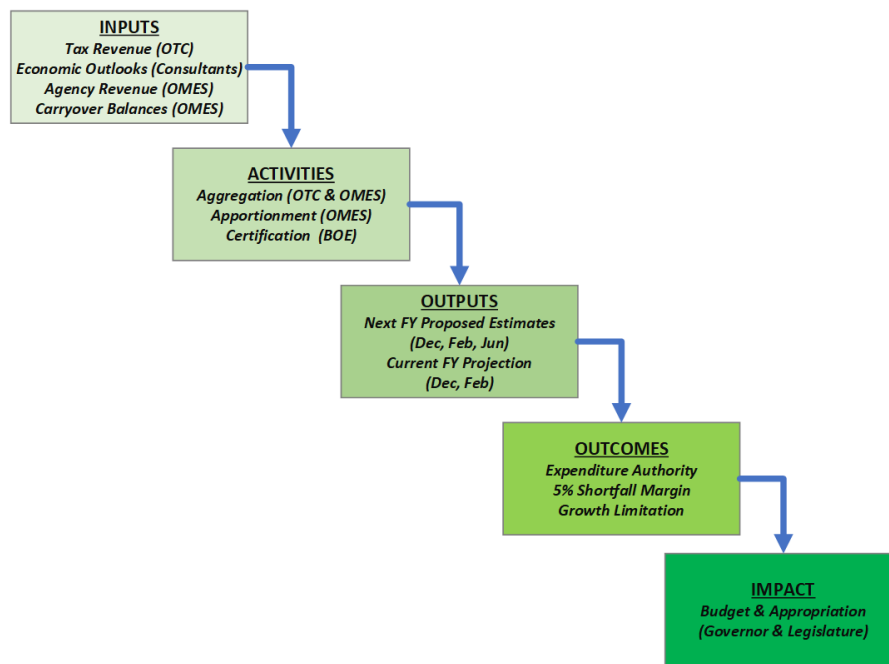 INPUTS
Tax Revenue (OTC)
Economic Outlooks (Consultants)
Agency Revenue (OMES)
Carryover Balances (OMES)
ACTIVITIES
Aggregation (OTC & OMES)
Apportionment (OMES)
Certification (BOE)
OUTPUTS
Next FY Proposed Estimates
(Dec, Feb, Jun)
Current FY Projection
(Dec, Feb)
OUTCOMES
Expenditure Authority
5% Shortfall Margin
Growth Limitation
IMPACT
Budget & Appropriation
(Governor & Legislature)